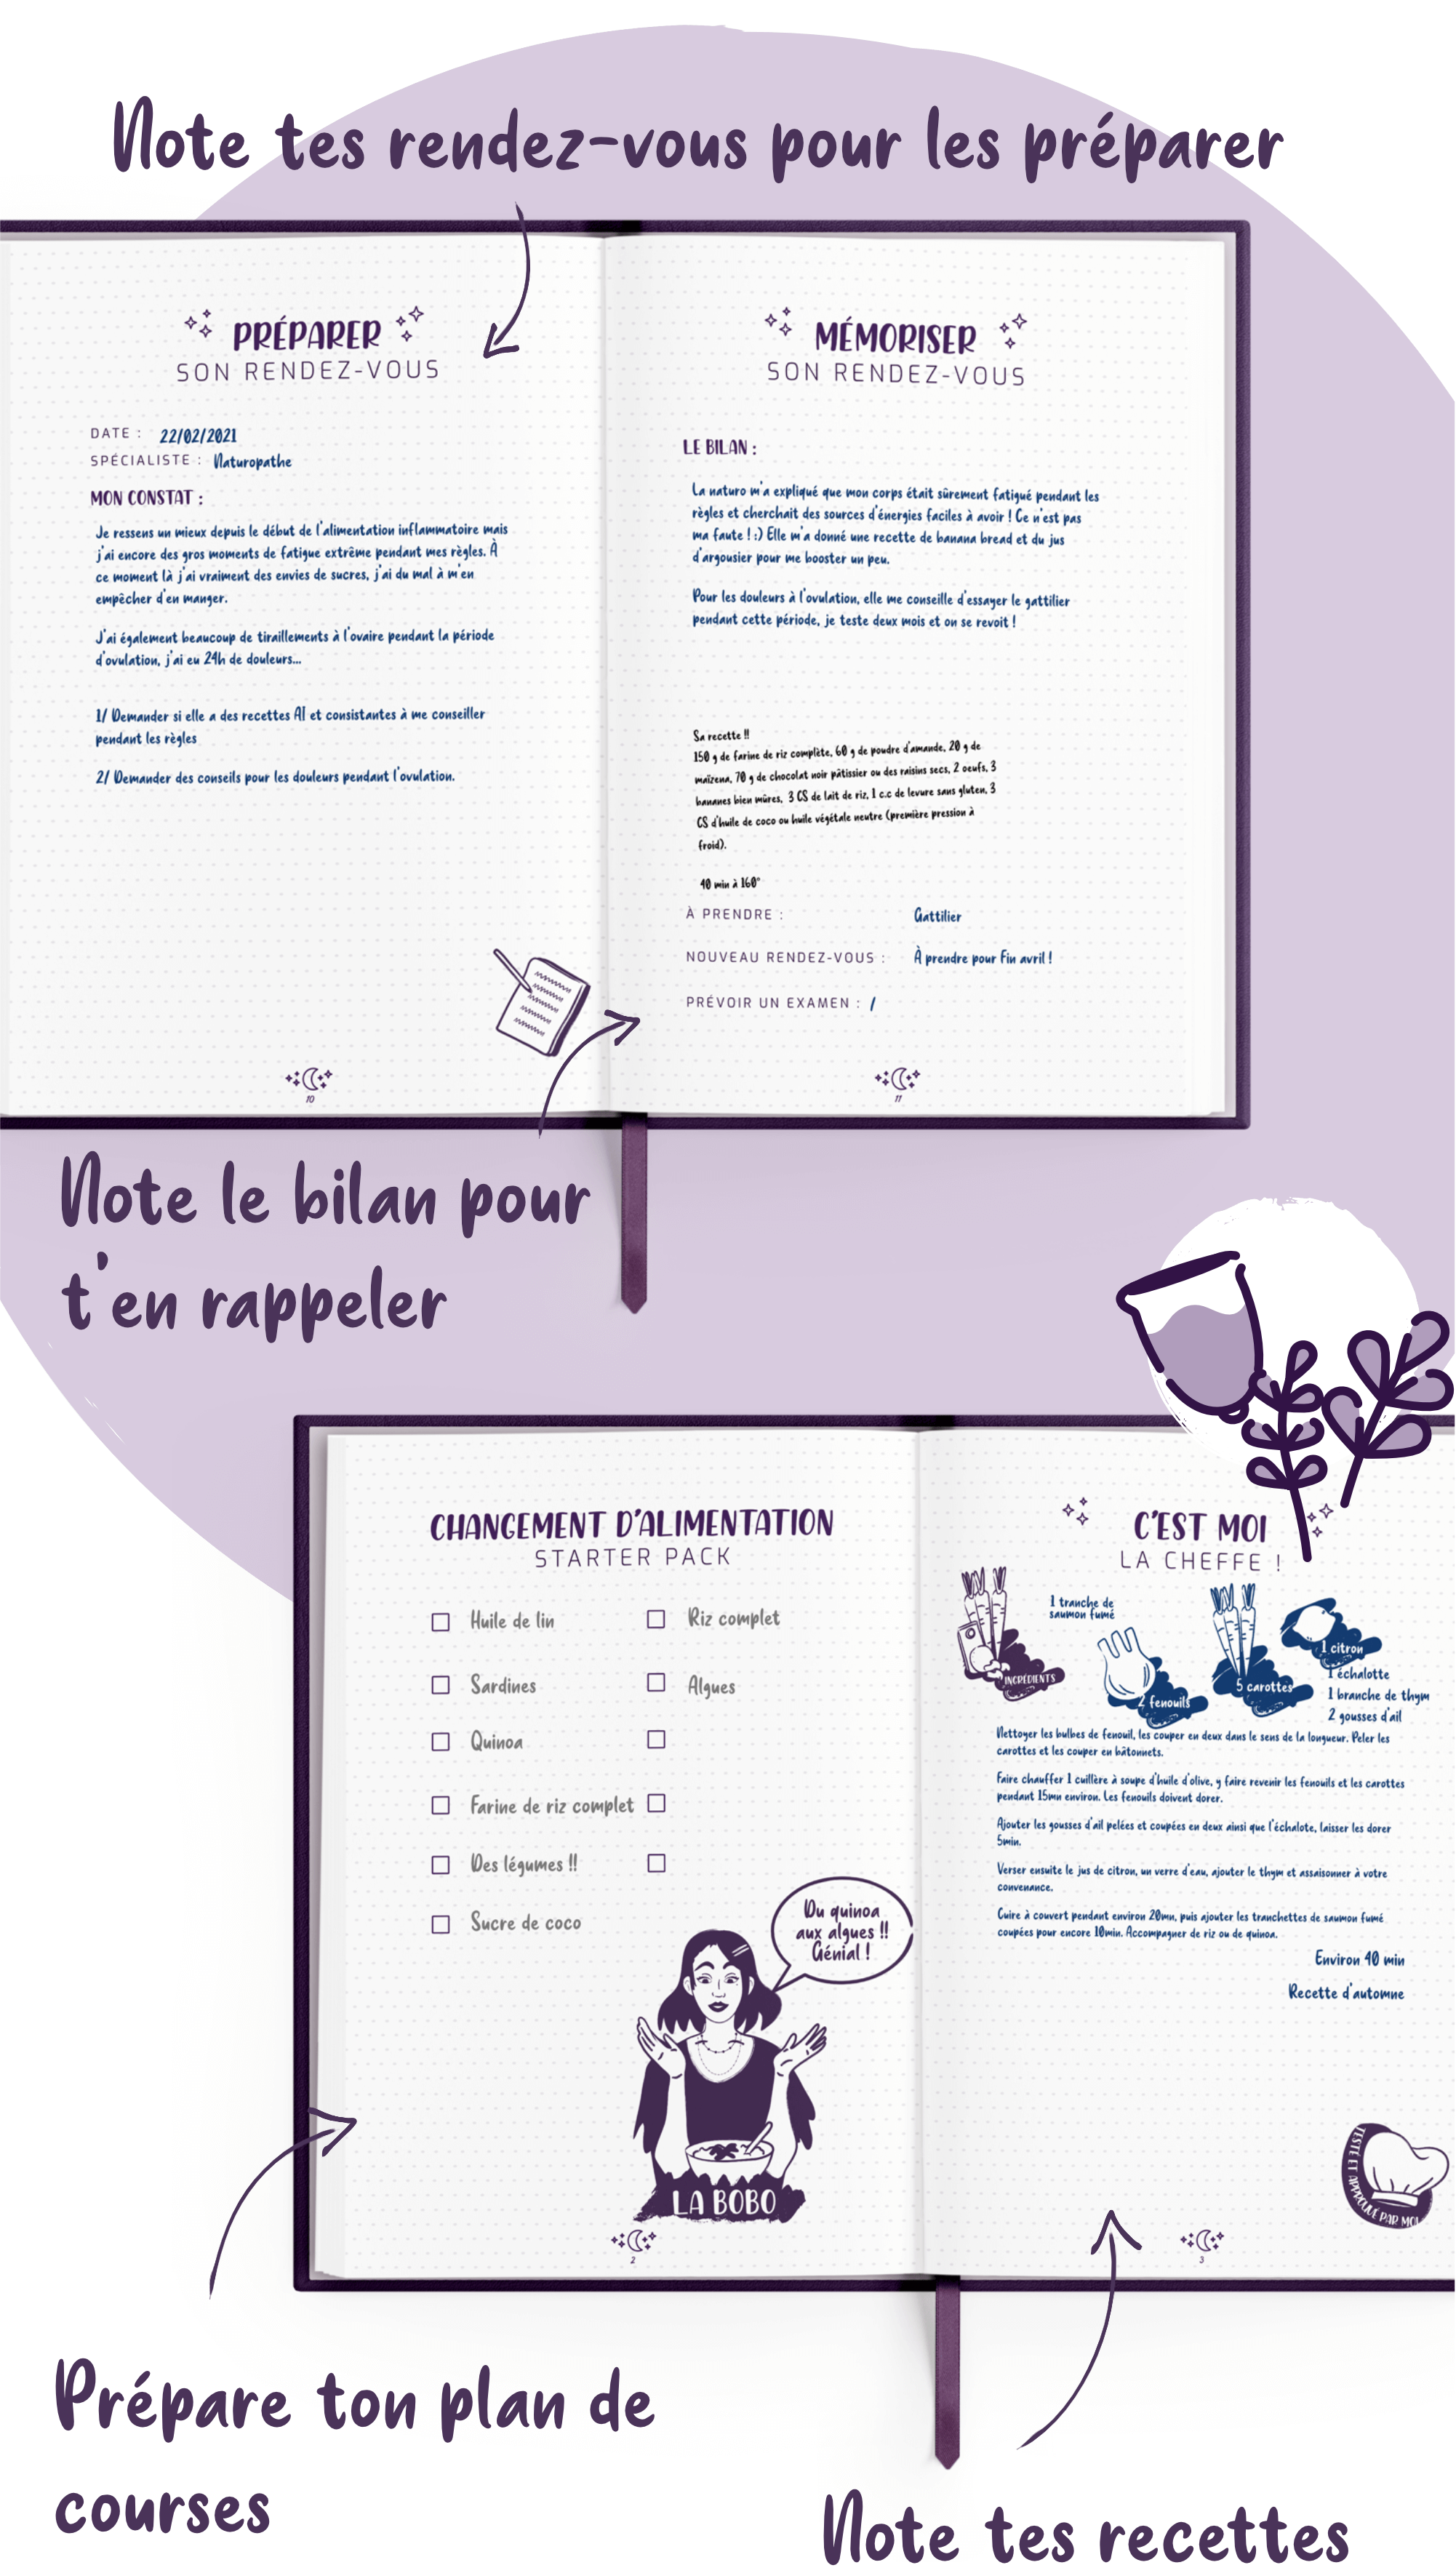 Note tes rendez-vous pour les préparer
PRÉPARER
SON RENDEZ-VOUS
DATE : 22/02/2021
SPÉCIALISTE : Naturopathe
MON CONSTAT :
Je ressens un mieux depuis le début de l'alimentation inflammatoire mais
j'ai encore des gros moments de fatigue extrême pendant mes règles. À
ce moment là j'ai vraiment des envies de sucres, j'ai du mal à m'en
empêcher d'en manger.
J'ai également beaucoup de tiraillements à l'ovaire pendant la période
d'ovulation, j'ai eu 24h de douleurs...
1/ Demander si elle a des recettes AI et consistantes à me conseiller
pendant les règles
2/ Demander des conseils pour les douleurs pendant l'ovulation.
10
MÉMORISER
SON RENDEZ-VOUS
LE BILAN :
La naturo m'a expliqué que mon corps était sûrement fatigué pendant les
règles et cherchait des sources d'énergies faciles à avoir ! Ce n'est pas
ma faute ! :) Elle m'a donné une recette de banana bread et du jus
d'argousier pour me booster un peu.
Pour les douleurs à l'ovulation, elle me conseille d'essayer le gattilier
pendant cette période, je teste deux mois et on se revoit !
Sa recette !!
150 g de farine de riz complète, 60 g de poudre d'amande, 20 g de
maïzena, 70 g de chocolat noir pâtissier ou des raisins secs, 2 oeufs, 3
bananes bien mûres, 3 CS de lait de riz, 1 c.c de levure sans gluten, 3
CS d'huile de coco ou huile végétale neutre (première pression à
froid).
40 min à 160°
À PRENDRE : Gattilier
NOUVEAU RENDEZ-VOUS : À prendre pour Fin avril !
PRÉVOIR UN EXAMEN : /
11
Note le bilan pour
t'en rappeler
CHANGEMENT D'ALIMENTATION
STARTER PACK
Huile de lin
Riz complet
Sardines
Algues
Quinoa
Farine de riz complet
Des légumes !!
Sucre de coco
Du quinoa
aux algues !!
Génial !
LA BOBO
2
C'EST MOI
LA CHEFFE !
INGRÉDIENTS
1 tranche de
saumon fumé
2 fenouils
5 carottes
1 citron
1 échalotte
1 branche de thym
2 gousses d'ail
Nettoyer les bulbes de fenouil, les couper en deux dans le sens de la longueur. Peler les
carottes et les couper en bâtonnets.
Faire chauffer 1 cuillère à soupe d'huile d'olive, y faire revenir les fenouils et les carottes
pendant 15mn environ. Les fenouils doivent dorer.
Ajouter les gousses d'ail pelées et coupées en deux ainsi que l'échalote, laisser les dorer
5min.
Verser ensuite le jus de citron, un verre d'eau, ajouter le thym et assaisonner à votre
convenance.
Cuire à couvert pendant environ 20mn, puis ajouter les tranchettes de saumon fumé
coupées pour encore 10min. Accompagner de riz ou de quinoa.
Environ 40 min
Recette d'automne
TESTÉ ET APPROUVÉ PAR MOI
3
Prépare ton plan de
courses
Note tes recettes